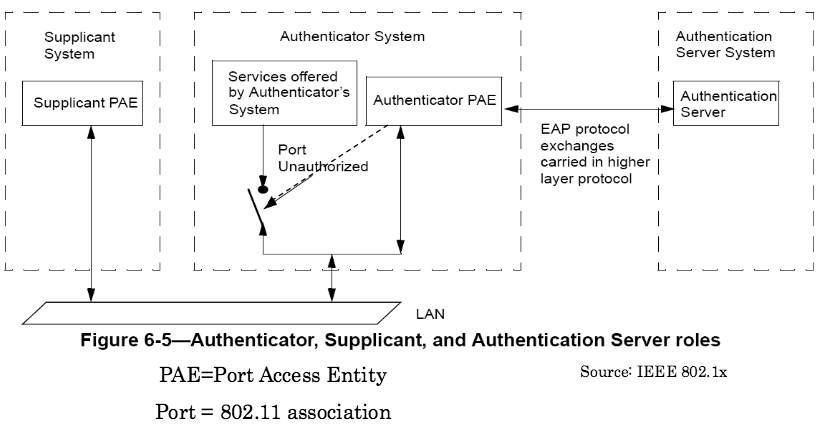 Supplicant
System
Supplicant PAE
Authenticator System
Services offered
by Authenticator's
System
Authenticator PAE
Port
Unauthorized
EAP protocol
exchanges
carried in higher
layer protocol
Authentication
Server System
Authentication
Server
LAN
Figure 6-5—Authenticator, Supplicant, and Authentication Server roles
PAE=Port Access Entity
Source: IEEE 802.1x
Port = 802.11 association